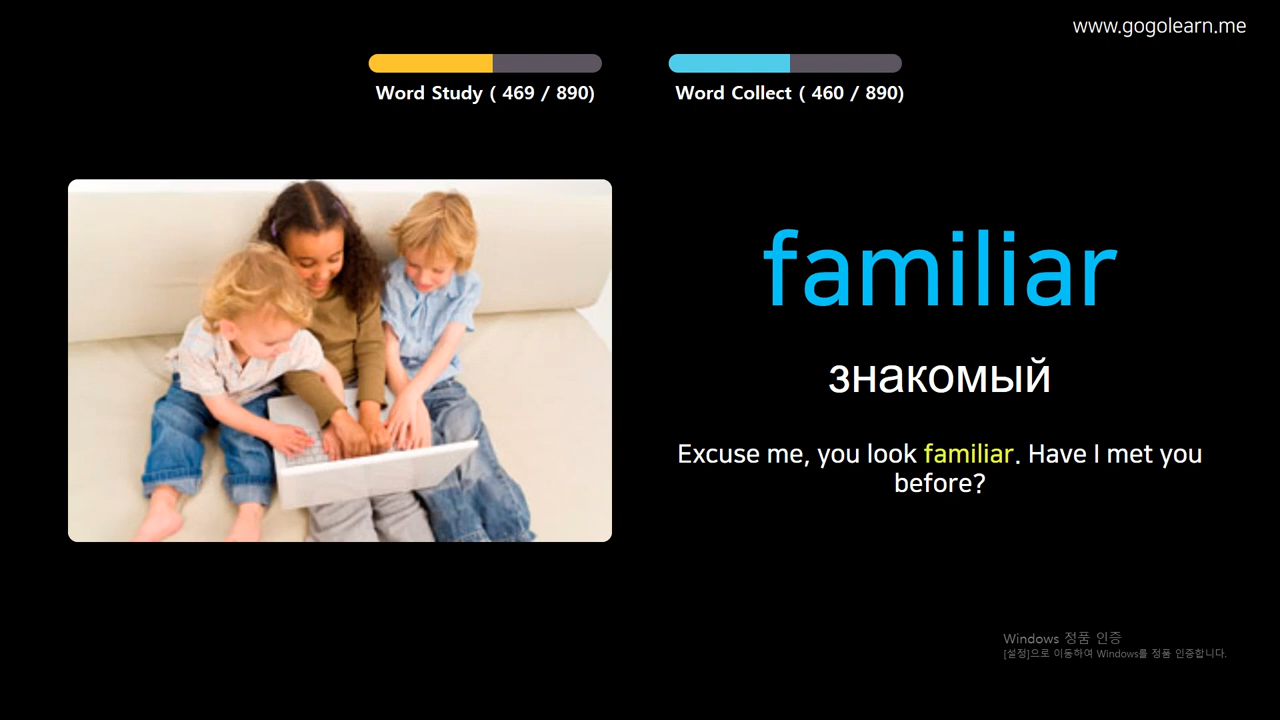 www.gogolearn.me
Word Study ( 469 / 890)
Word Collect ( 460 / 890)
familiar
знакомый
Excuse me, you look familiar. Have I met you
before?
Windows 정품 인증
[설정]으로 이동하여 Windows를 정품 인증합니다.